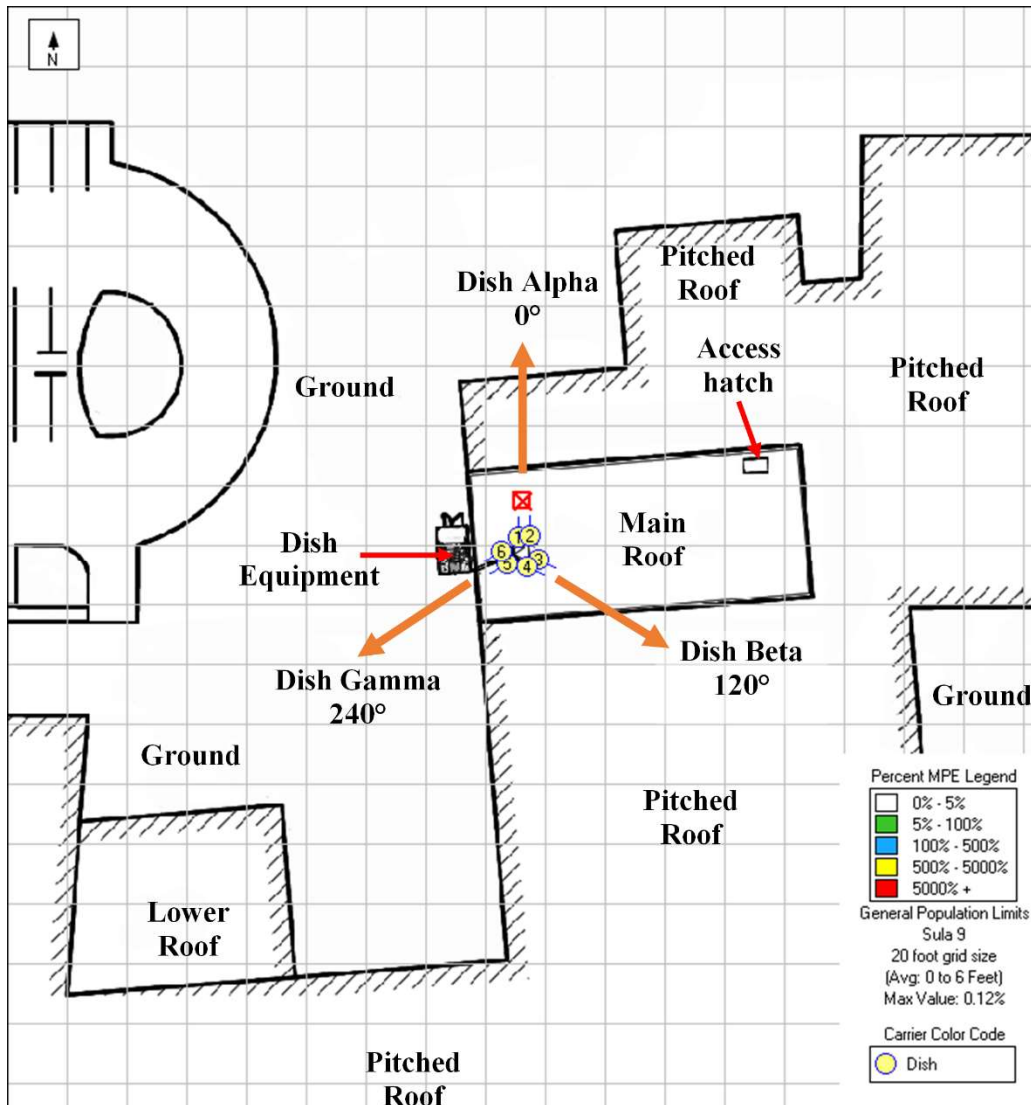 N
Pitched
Roof
Dish Alpha
0°
Access
hatch
Pitched
Roof
Ground
Main
Roof
Dish
Equipment
1
2
3
4
5
6
Dish Beta
120°
Dish Gamma
240°
Ground
Ground
Pitched
Roof
Lower
Roof
Pitched
Roof
Percent MPE Legend
0% - 5%
5% - 100%
100% - 500%
500% - 5000%
5000% +
General Population Limits
Sula 9
20 foot grid size
(Avg: 0 to 6 Feet)
Max Value: 0.12%
Carrier Color Code
Dish